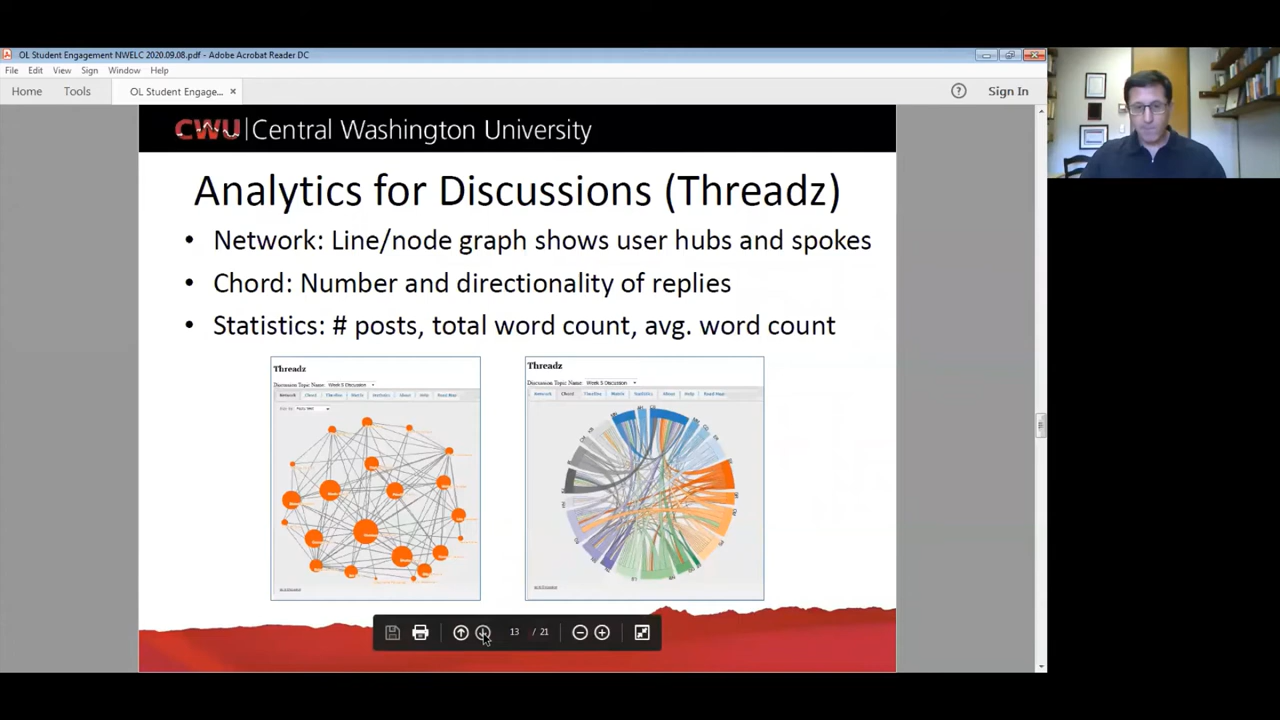 OL Student Engagement NWELC 2020.09.08.pdf - Adobe Acrobat Reader DC
File Edit View Sign Window Help
Home Tools OL Student Engage... × ? Sign In
CWU | Central Washington University
Analytics for Discussions (Threadz)
• Network: Line/node graph shows user hubs and spokes
• Chord: Number and directionality of replies
• Statistics: # posts, total word count, avg. word count
Threadz
Discussion Topic Name: Week 5 Discussion
Network Chord Timeline Matrix Statistics About Help Road Map
Threadz
Discussion Topic Name: Week 5 Discussion
Network Chord Timeline Matrix Statistics About Help Road Map
13 / 21